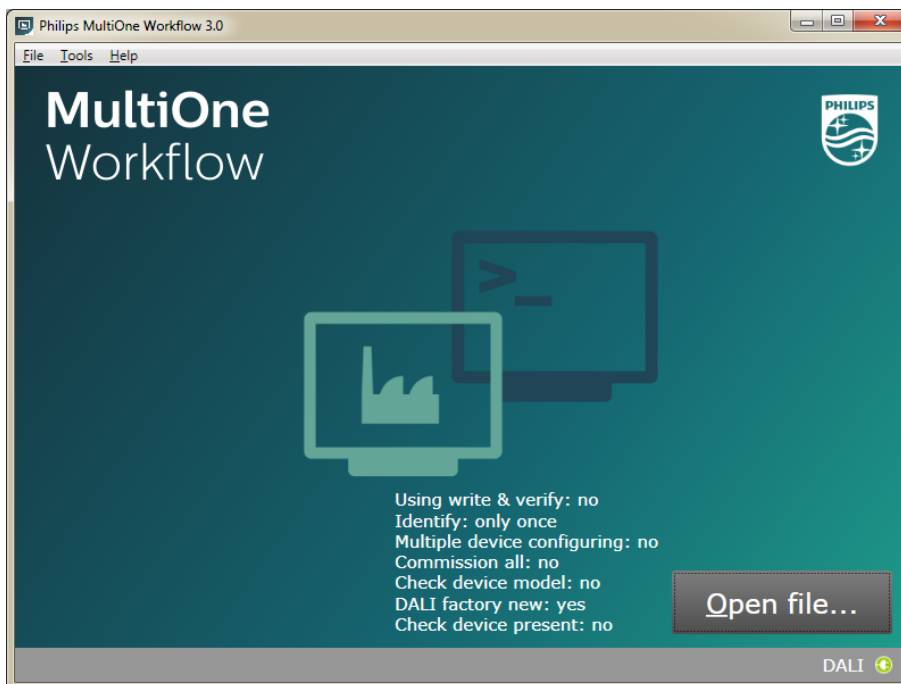 Philips MultiOne Workflow 3.0
File Tools Help
MultiOne
Workflow
PHILIPS
>_
Using write & verify: no
Identify: only once
Multiple device configuring: no
Commission all: no
Check device model: no
DALI factory new: yes
Check device present: no
Open file...
DALI